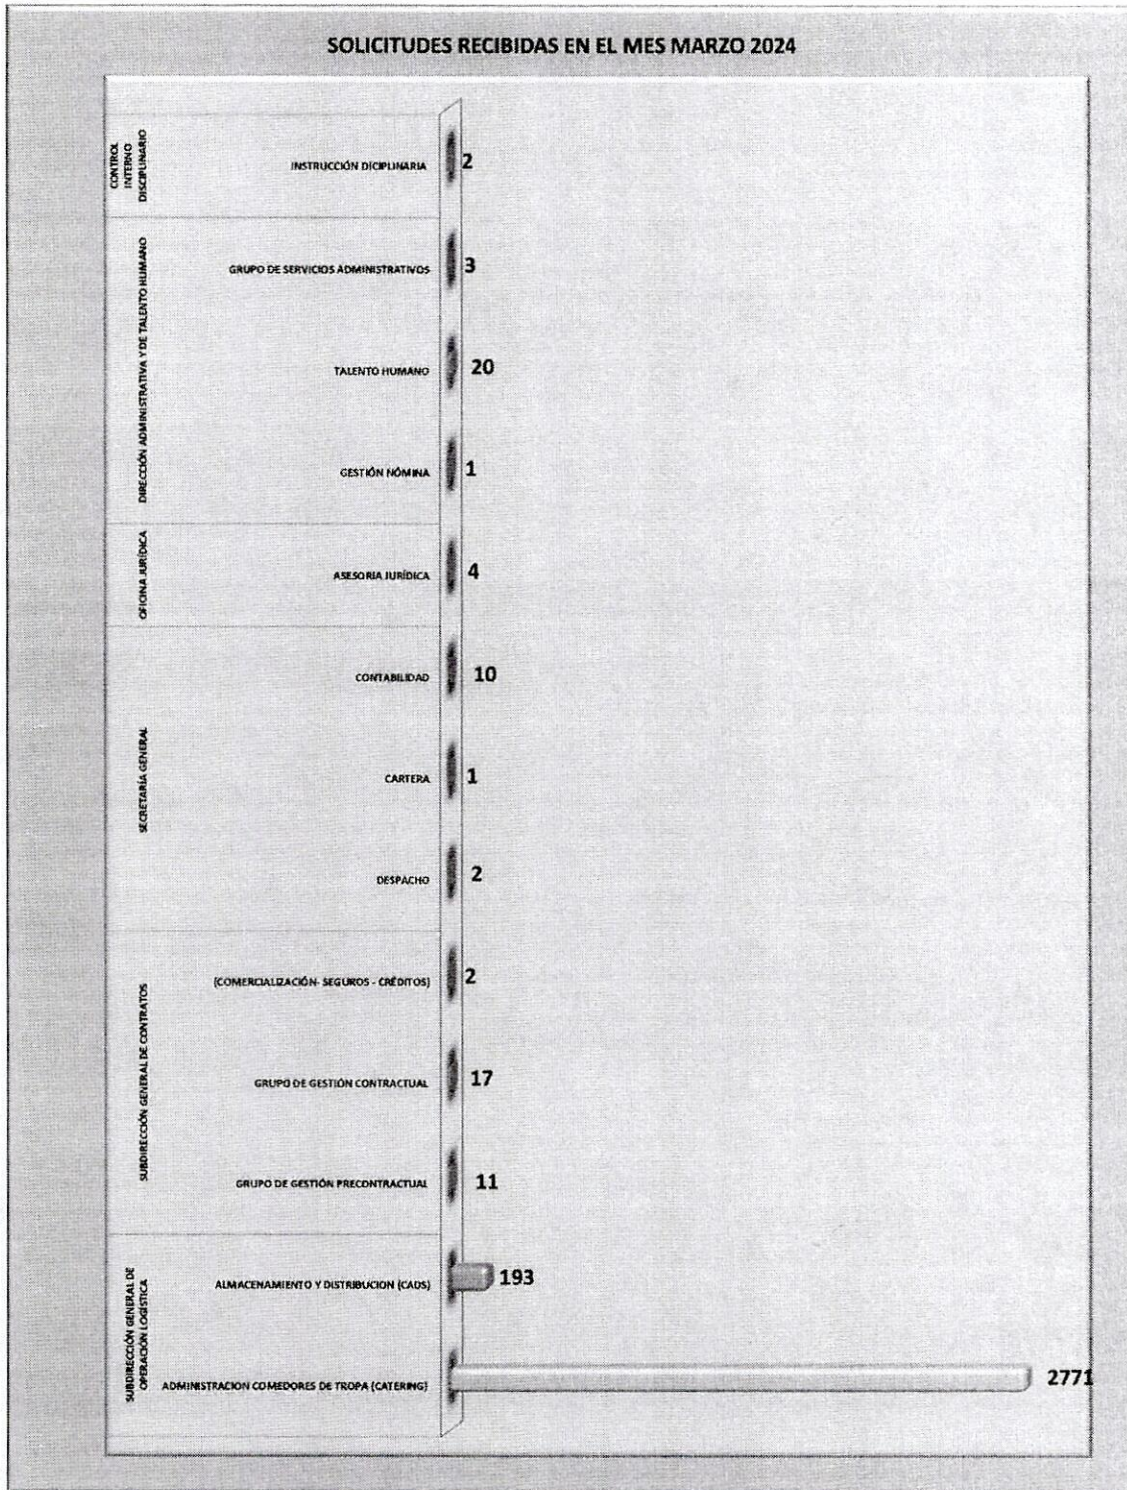 SOLICITUDES RECIBIDAS EN EL MES MARZO 2024
CONTROL
INTERNO
DISCIPLINARIO
INSTRUCCIÓN DICIPLINARIA
2
DIRECCIÓN ADMINISTRATIVA Y DE TALENTO HUMANO
GRUPO DE SERVICIOS ADMINISTRATIVOS
3
TALENTO HUMANO
20
GESTIÓN NÓMINA
1
OFICINA JURÍDICA
ASESORIA JURÍDICA
4
SECRETARÍA GENERAL
CONTABILIDAD
10
CARTERA
1
DESPACHO
2
SUBDIRECCIÓN GENERAL DE CONTRATOS
(COMERCIALIZACIÓN- SEGUROS - CRÉDITOS)
2
GRUPO DE GESTIÓN CONTRACTUAL
17
GRUPO DE GESTIÓN PRECONTRACTUAL
11
SUBDIRECCIÓN GENERAL DE
OPERACIÓN LOGÍSTICA
ALMACENAMIENTO Y DISTRIBUCION (CADS)
193
ADMINISTRACION COMEDORES DE TROPA (CATERING)
2771